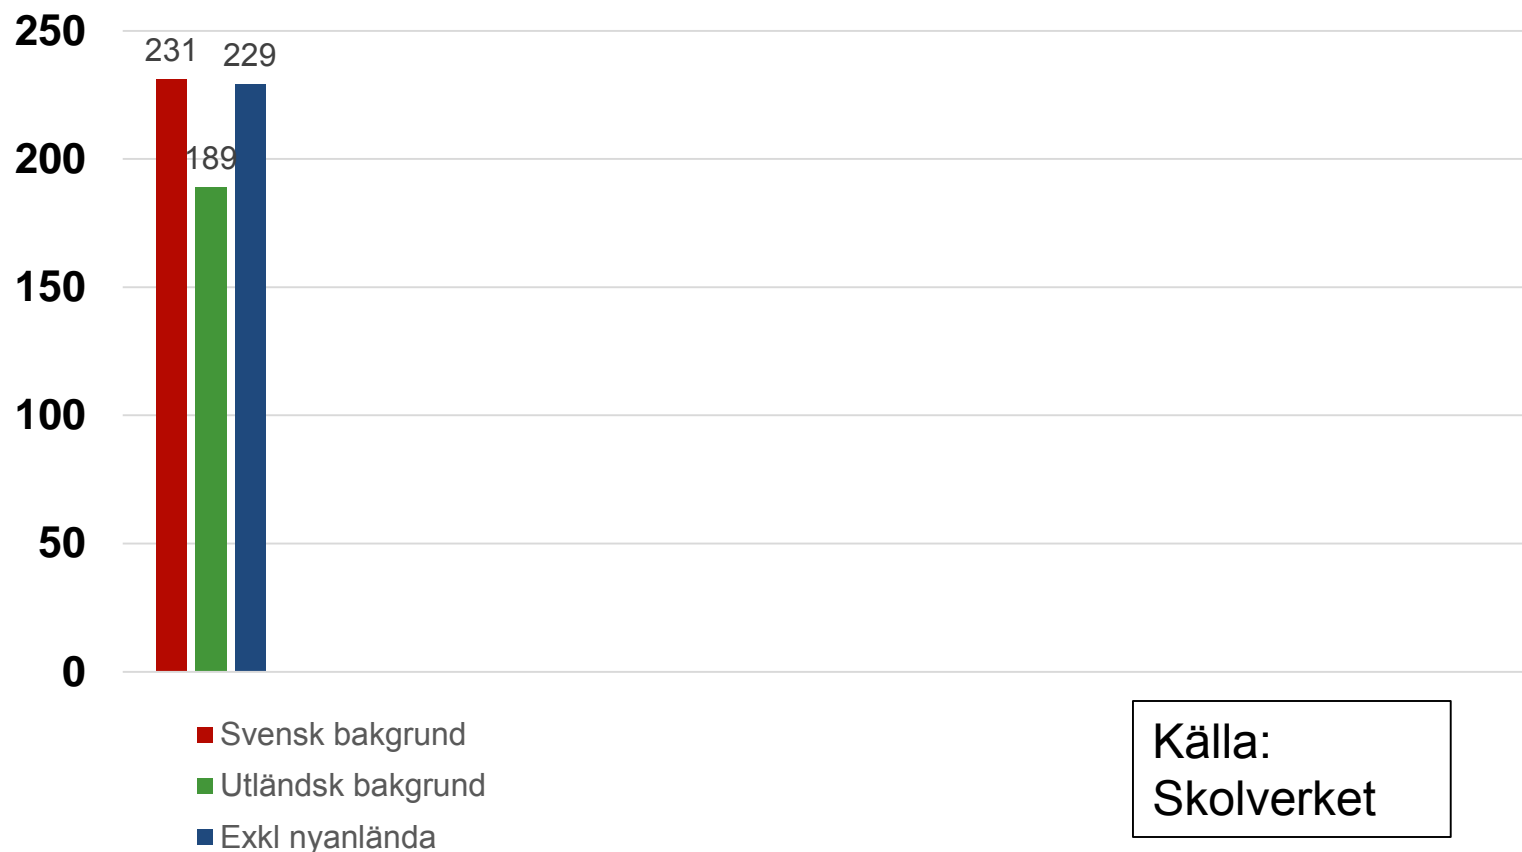 250
231
229
200
189
150
100
50
0
Svensk bakgrund
Utländsk bakgrund
Exkl nyanlända
Källa:
Skolverket